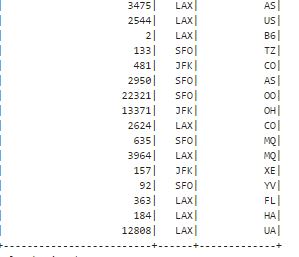 | 3475| LAX| AS|
| 2544| LAX| US|
| 2| LAX| B6|
| 133| SFO| TZ|
| 481| JFK| CO|
| 2950| SFO| AS|
| 22321| SFO| OO|
| 13371| JFK| OH|
| 2624| LAX| CO|
| 635| SFO| MQ|
| 3964| LAX| MQ|
| 157| JFK| XE|
| 92| SFO| YV|
| 363| LAX| FL|
| 184| LAX| HA|
| 12808| LAX| UA|
+-------------------------+------+-------------+